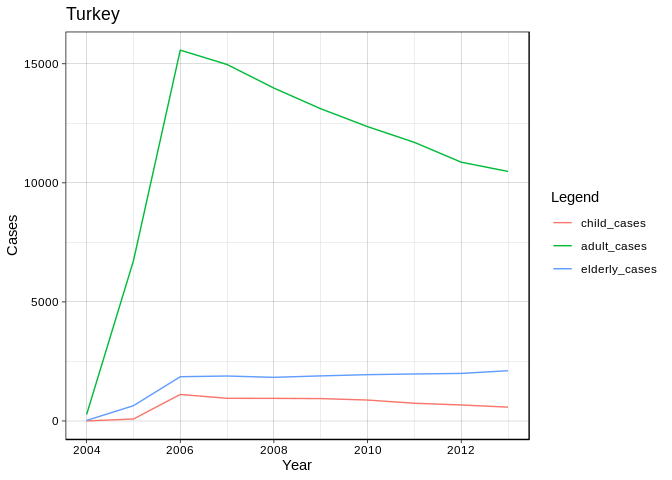 Turkey
15000
10000
5000
0
Cases
2004 2006 2008 2010 2012
Year
Legend
child_cases
adult_cases
elderly_cases